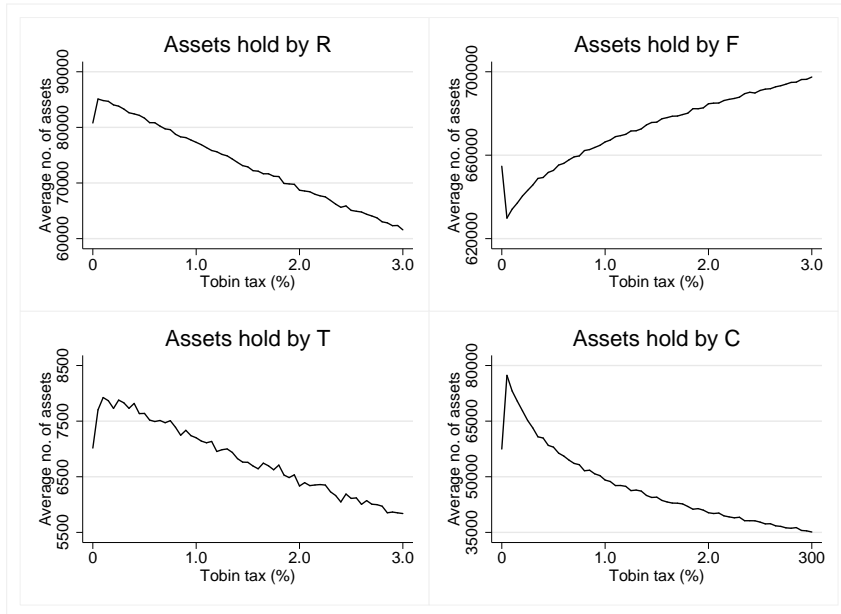 Assets hold by R
Average no. of assets
90000
80000
70000
60000
0 1.0 2.0 3.0
Tobin tax (%)
Assets hold by F
Average no. of assets
700000
660000
620000
0 1.0 2.0 3.0
Tobin tax (%)
Assets hold by T
Average no. of assets
8500
7500
6500
5500
0 1.0 2.0 3.0
Tobin tax (%)
Assets hold by C
Average no. of assets
80000
65000
50000
35000
0 1.0 2.0 300
Tobin tax (%)